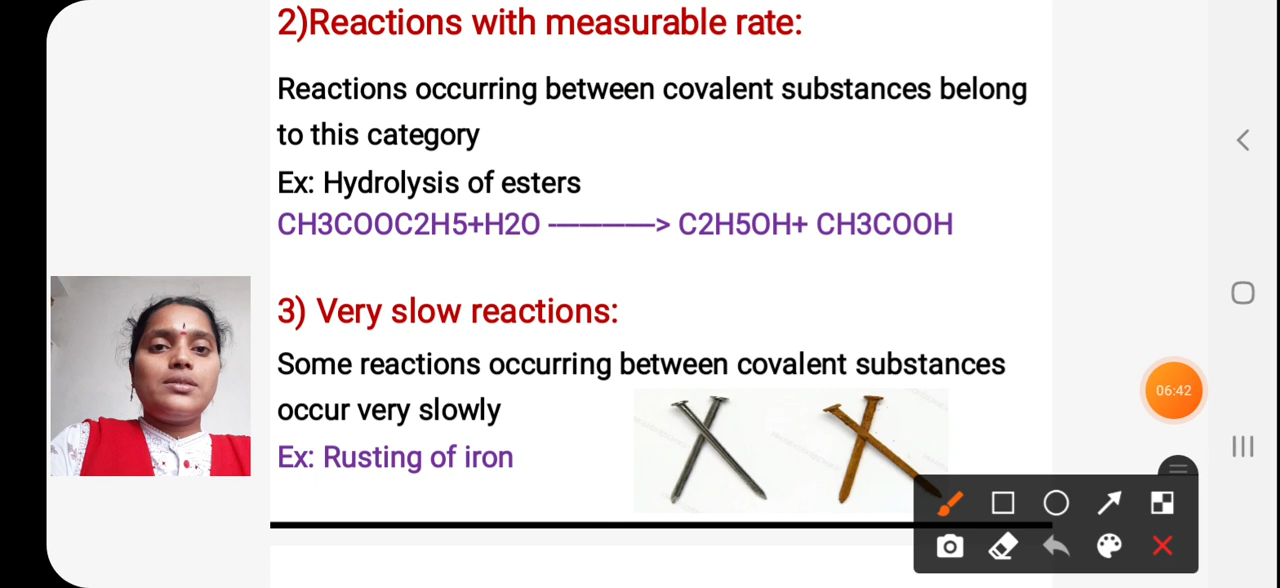 2)Reactions with measurable rate:
Reactions occurring between covalent substances belong
to this category
Ex: Hydrolysis of esters
CH3COOC2H5+H2O ————> C2H5OH+ CH3COOH
3) Very slow reactions:
Some reactions occurring between covalent substances
occur very slowly
Ex: Rusting of iron
06:42